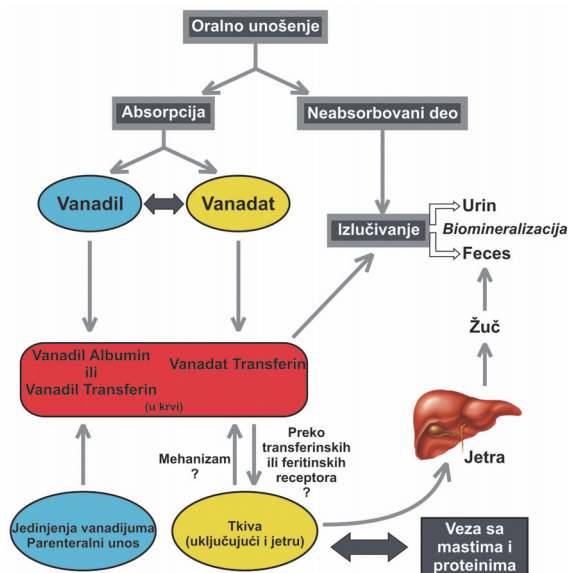 Oralno unošenje
Absorpcija
Neabsorbovani deo
Vanadil
Vanadat
Izlučivanje
Urin
Biomineralizacija
Feces
Vanadil Albumin
ili
Vanadil Transferin
Vanadat Transferin
(u krvi)
Žuč
Jetra
Mehanizam
?
Preko
transferinskih
ili feritinskih
receptora
?
Jedinjenja vanadijuma
Parenteralni unos
Tkiva
(uključujući i jetru)
Veza sa
mastima i
proteinima